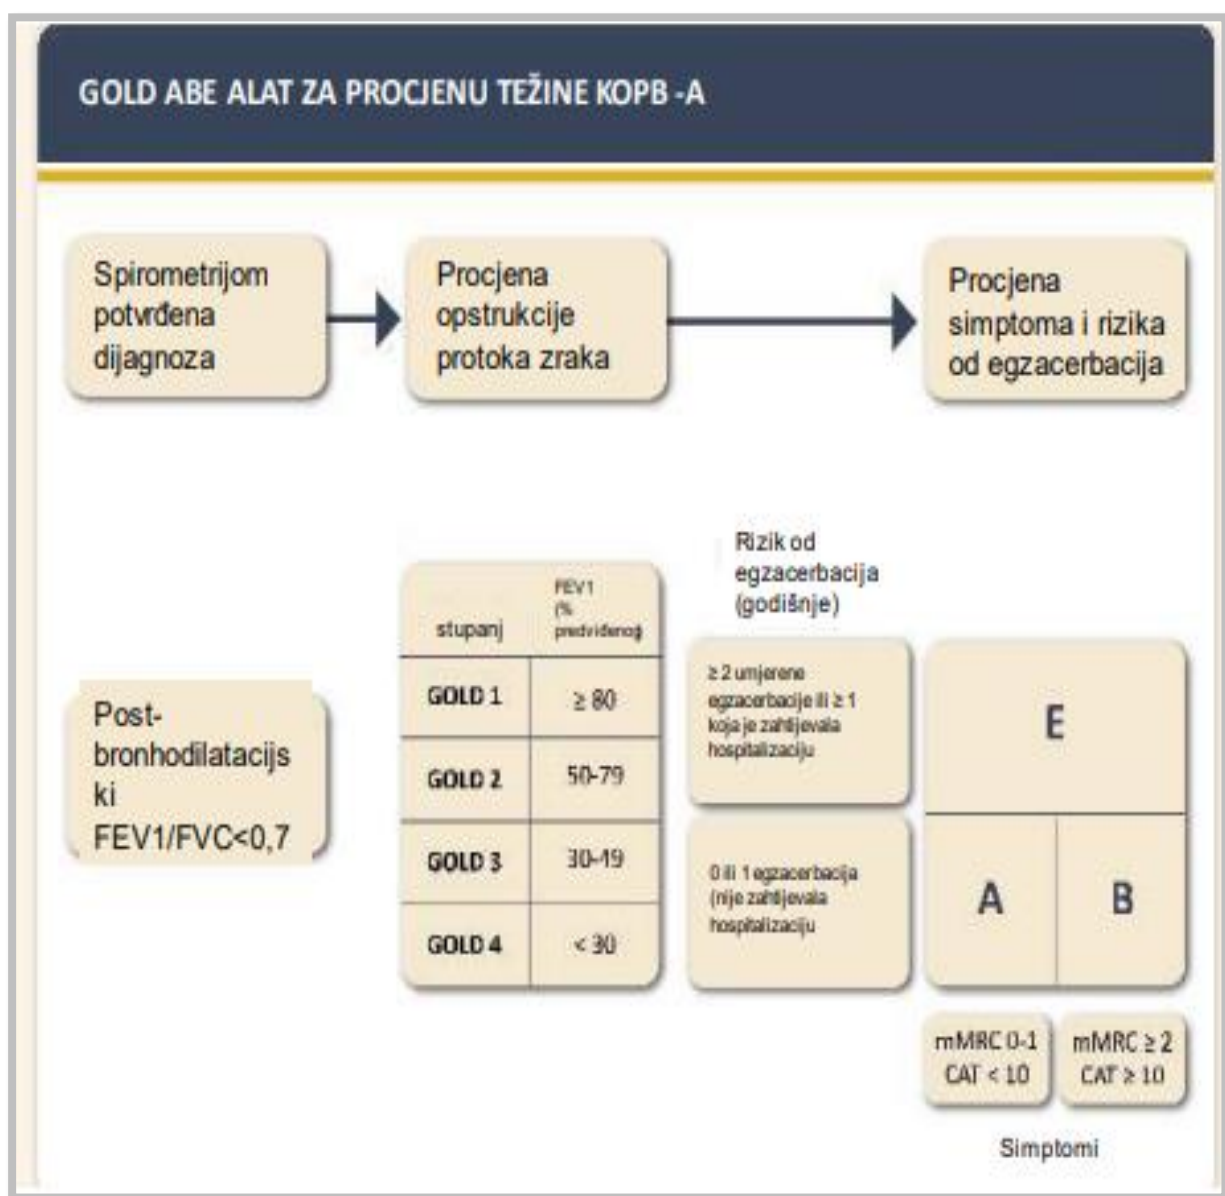 GOLD ABE ALAT ZA PROCJENU TEŽINE KOPB -A
Spirometrijom
potvrđena
dijagnoza
Procjena
opstrukcije
protoka zraka
Procjena
simptoma i rizika
od egzacerbacija
Post-
bronhodilatacijs
ki
FEV1/FVC<0,7
stupanj
FEV1
(%
predviđenog)
GOLD 1
≥ 80
GOLD 2
50-79
GOLD 3
30-49
GOLD 4
< 30
Rizik od
egzacerbacija
(godišnje)
≥ 2 umjerene
egzacerbacije ili ≥ 1
koja je zahtijevala
hospitalizaciju
0 ili 1 egzacerbacija
(nije zahtijevala
hospitalizaciju
E
A
B
mMRC 0-1
CAT < 10
mMRC ≥ 2
CAT ≥ 10
Simptomi